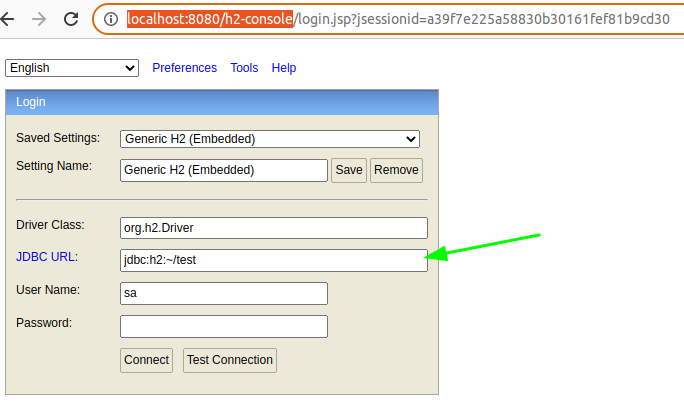 localhost:8080/h2-console/login.jsp?jsessionid=a39f7e225a58830b30161fef81b9cd30
English Preferences Tools Help
Login
Saved Settings: Generic H2 (Embedded)
Setting Name: Generic H2 (Embedded) Save Remove
Driver Class: org.h2.Driver
JDBC URL: jdbc:h2:~/test
User Name: sa
Password:
Connect Test Connection